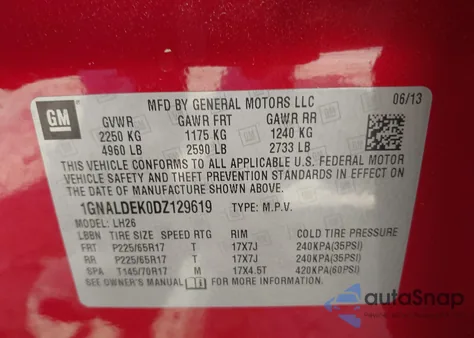 GM
MFD BY GENERAL MOTORS LLC 06/13
GVWR GAWR FRT GAWR RR
2250 KG 1175 KG 1240 KG
4960 LB 2590 LB 2733 LB
THIS VEHICLE CONFORMS TO ALL APPLICABLE U.S. FEDERAL MOTOR
VEHICLE SAFETY AND THEFT PREVENTION STANDARDS IN EFFECT ON
THE DATE OF MANUFACTURE SHOWN ABOVE.
1GNALDEK0DZ129619 TYPE: M.P.V.
MODEL: LH26
LBBN TIRE SIZE SPEED RTG RIM COLD TIRE PRESSURE
FRT P225/65R17 T 17X7J 240KPA(35PSI)
RR P225/65R17 T 17X7J 240KPA(35PSI)
SPA T145/70R17 M 17X4.5T 420KPA(60PSI)
SEE OWNER'S MANUAL FOR MORE INFORMATION.
autoSnap